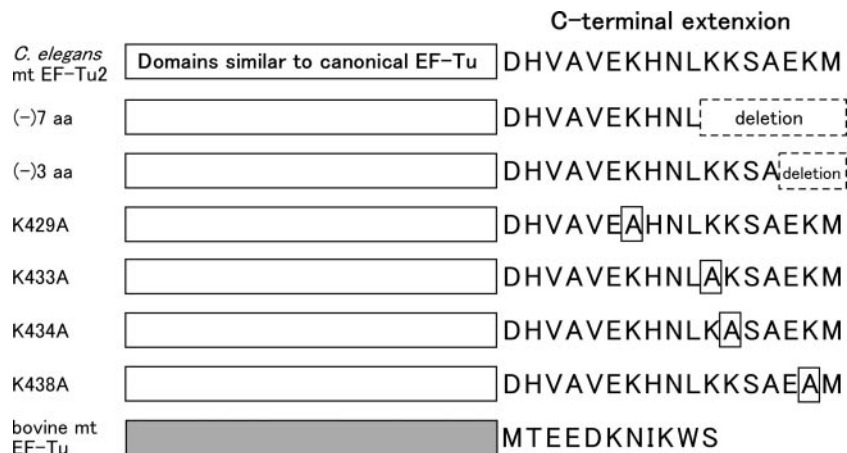 C-terminal extenxion
C. elegans
mt EF-Tu2
Domains similar to canonical EF-Tu
DHVAVEKHNLKKSAEKM
(-)7 aa
DHVAVEKHNL
deletion
(-)3 aa
DHVAVEKHNLKKSA
deletion
K429A
DHVAVEAHNLKKSAEKM
K433A
DHVAVEKHNLAKSAEKM
K434A
DHVAVEKHNLKASAEKM
K438A
DHVAVEKHNLKKSAEAM
bovine mt
EF-Tu
MTEEDKNIKWS